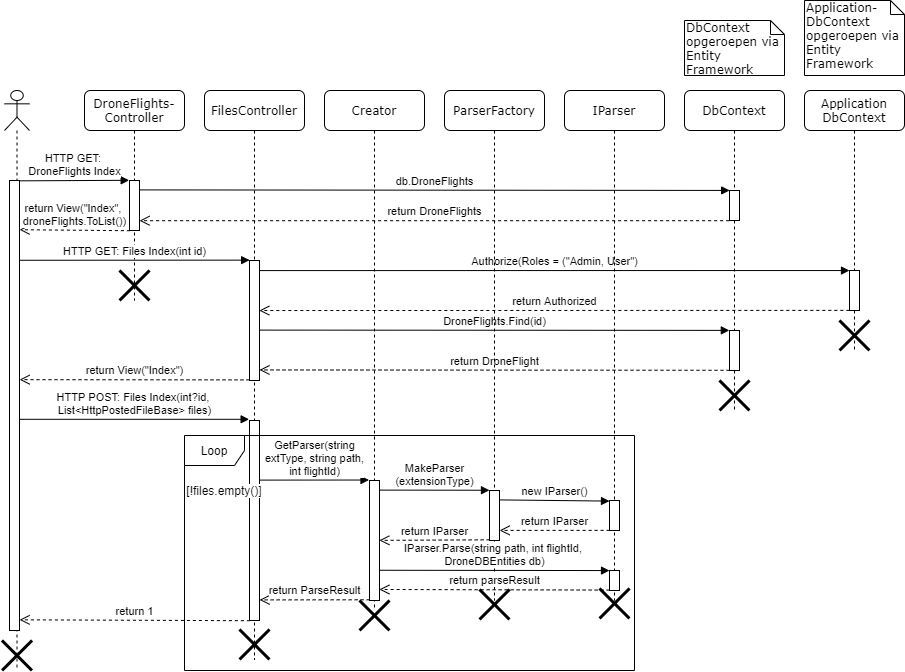 Application-
DbContext
opgeroepen via
Entity
Framework
DbContext
opgeroepen via
Entity
Framework
DroneFlights-
Controller
FilesController
Creator
ParserFactory
IParser
DbContext
Application
DbContext
HTTP GET:
DroneFlights Index
db.DroneFlights
return View("Index",
droneFlights.ToList())
return DroneFlights
HTTP GET: Files Index(int id)
Authorize(Roles = ("Admin, User")
return Authorized
DroneFlights.Find(id)
return DroneFlight
return View("Index")
HTTP POST: Files Index(int?id,
List<HttpPostedFileBase> files)
Loop
GetParser(string
extType, string path,
int flightId)
[!files.empty()]
MakeParser
(extensionType)
new IParser()
return IParser
return IParser
IParser.Parse(string path, int flightId,
DroneDBEntities db)
return parseResult
return ParseResult
return 1